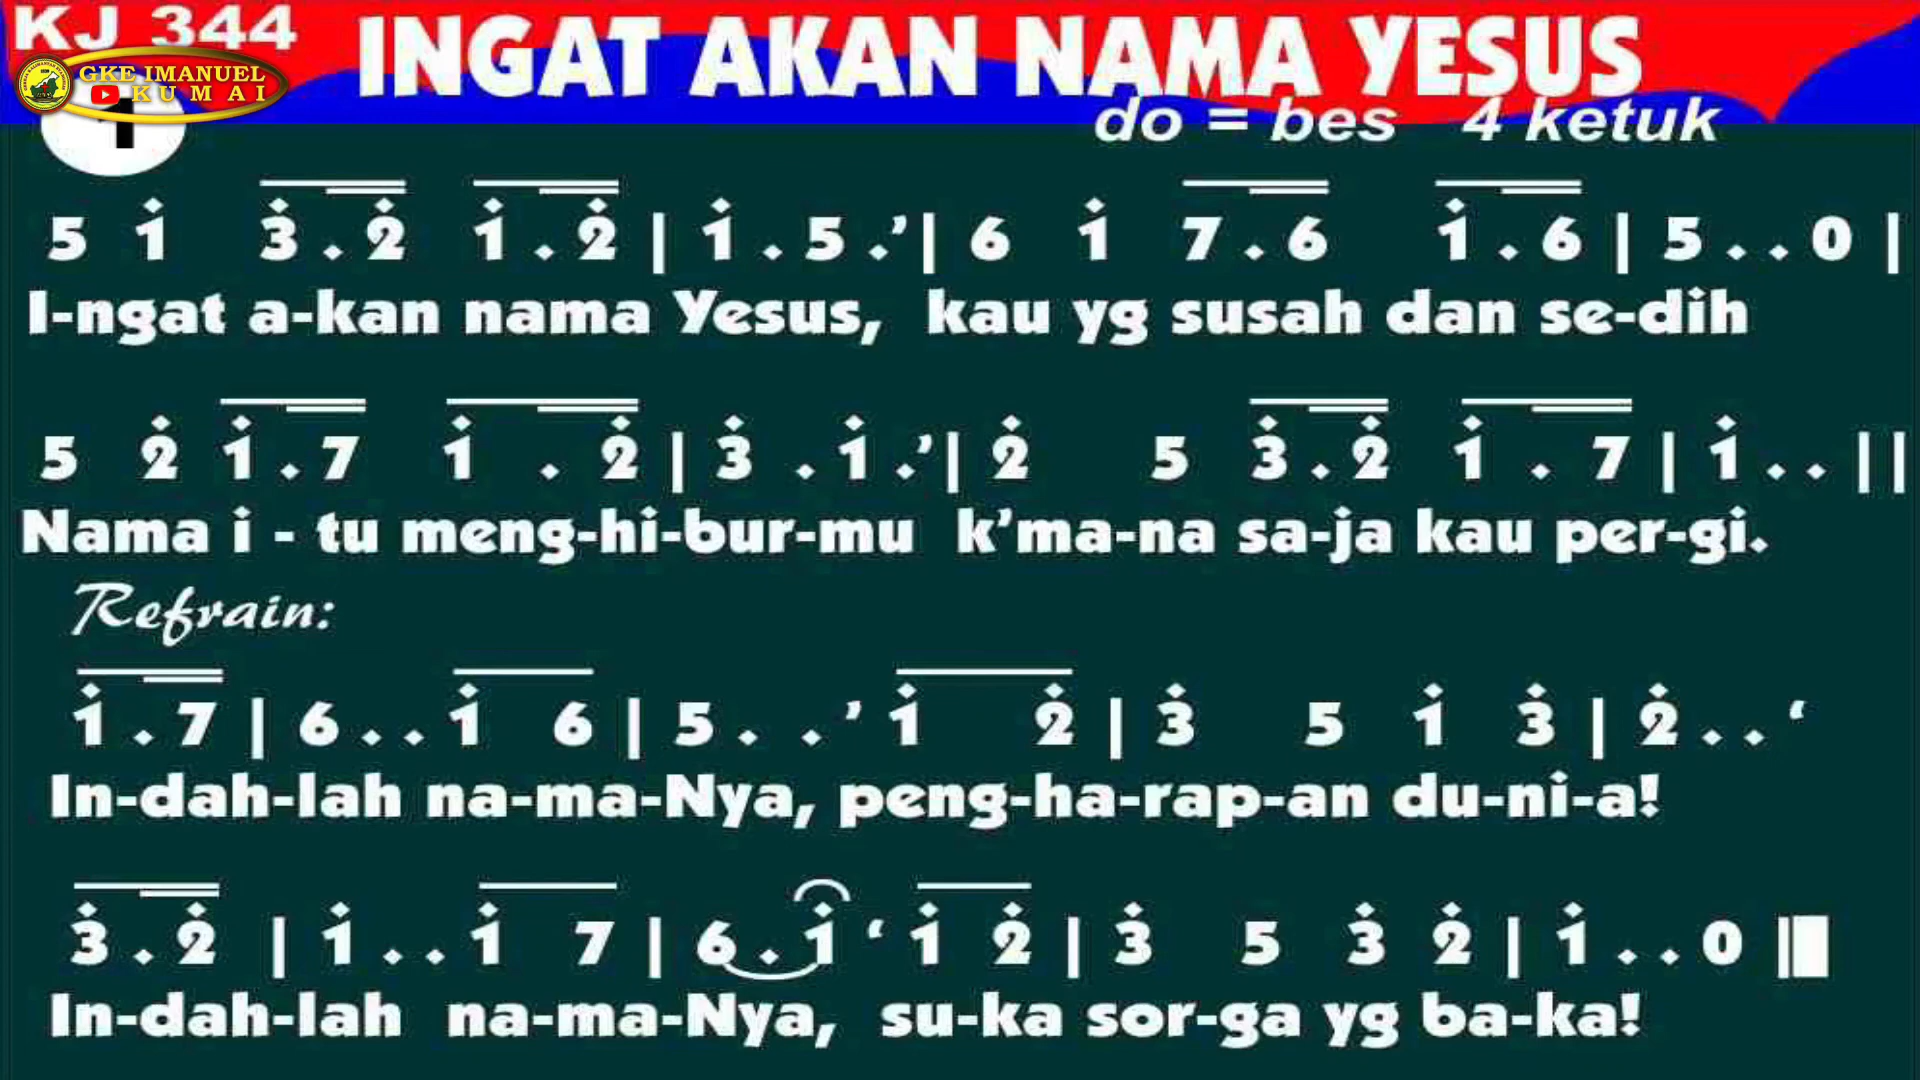 KJ 344 INGAT AKAN NAMA YESUS
GKE IMANUEL
KUMAI
1
do = bes 4 ketuk
5 1̇ 3̇ . 2̇ 1̇ . 2̇ | 1̇ . 5 .’ | 6 1̇ 7 . 6 1̇ . 6 | 5 . . 0 |
I-ngat a-kan nama Yesus, kau yg susah dan se-dih
5 2̇ 1̇ . 7 1̇ . 2̇ | 3̇ . 1̇ .’ | 2̇ 5 3̇ . 2̇ 1̇ . 7 | 1̇ . . ||
Nama i - tu meng-hi-bur-mu k’ma-na sa-ja kau per-gi.
Refrain:
1̇ . 7 | 6 . . 1̇ 6 | 5 . . ’ 1̇ 2̇ | 3̇ 5 1̇ 3̇ | 2̇ . . ‘
In-dah-lah na-ma-Nya, peng-ha-rap-an du-ni-a!
3̇ . 2̇ | 1̇ . . 1̇ 7 | 6 . 1̇ ‘ 1̇ 2̇ | 3̇ 5 3̇ 2̇ | 1̇ . . 0 ||
In-dah-lah na-ma-Nya, su-ka sor-ga yg ba-ka!